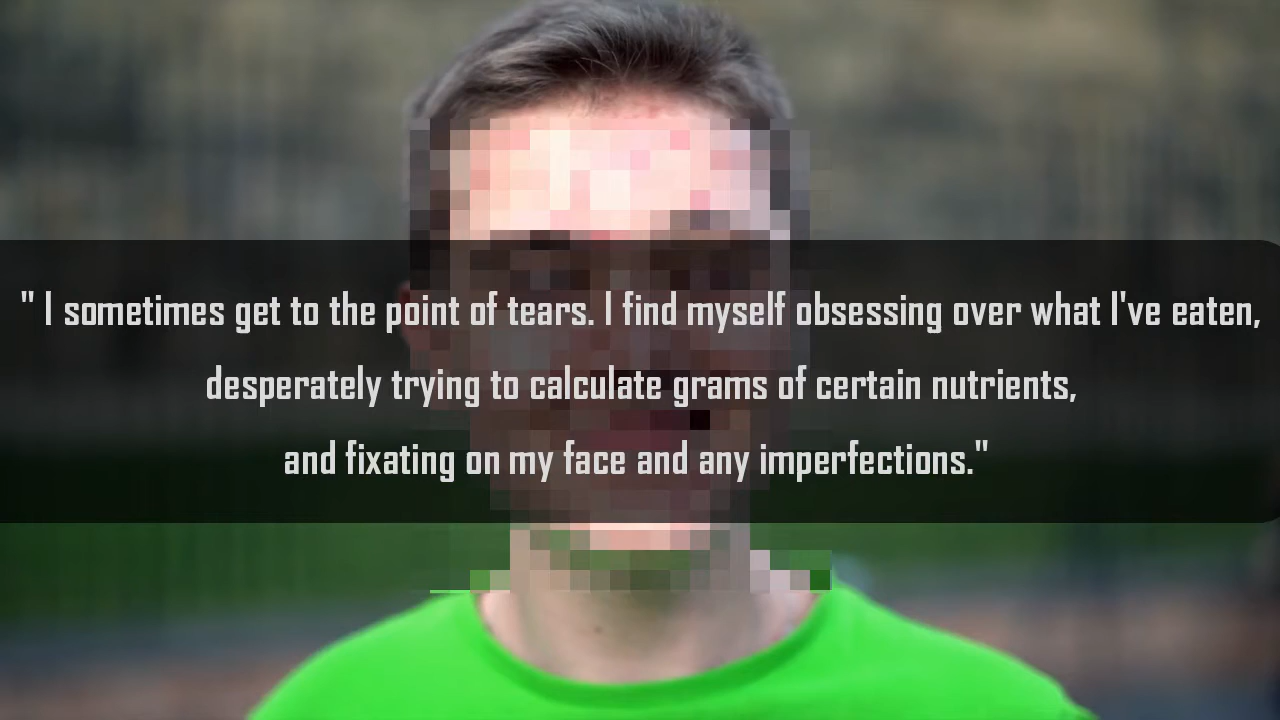 " I sometimes get to the point of tears. I find myself obsessing over what I've eaten,
desperately trying to calculate grams of certain nutrients,
and fixating on my face and any imperfections."